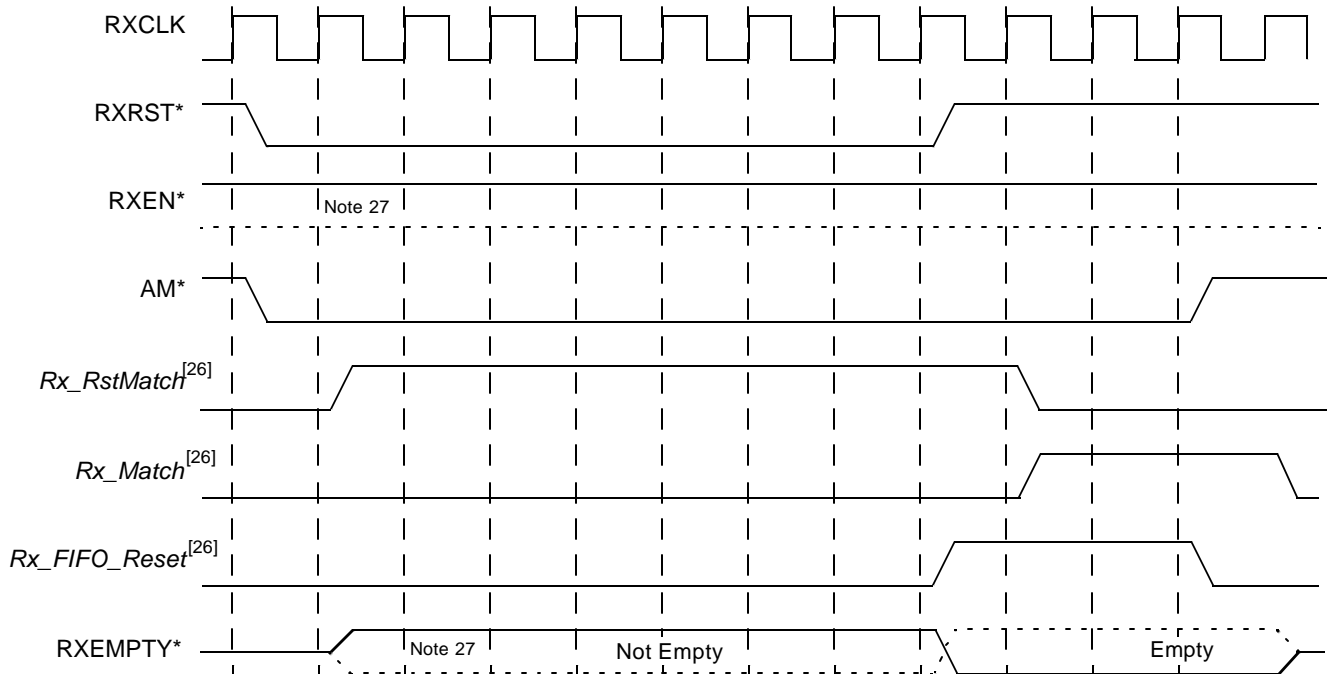 RXCLK
RXRST*
RXEN*
Note 27
AM*
Rx_RstMatch[26]
Rx_Match[26]
Rx_FIFO_Reset[26]
RXEMPTY*
Note 27
Not Empty
Empty